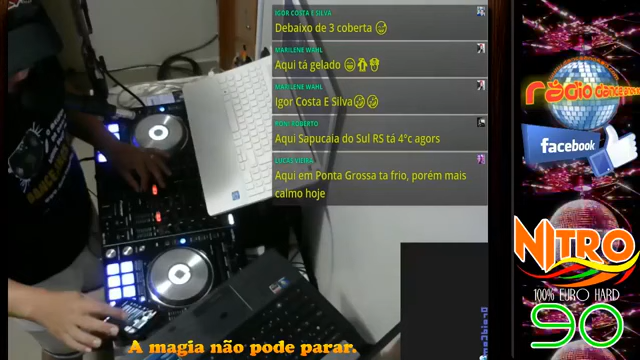 IGOR COSTA E SILVA
Debaixo de 3 coberta
MARILENE WAHL
Aqui tá gelado
MARILENE WAHL
Igor Costa E Silva
RONI ROBERTO
Aqui Sapucaia do Sul RS tá 4°c agors
LUCAS VIEIRA
Aqui em Ponta Grossa ta frio, porém mais
calmo hoje
facebook
NITRO
100% EURO HARD
90
A magia não pode parar.